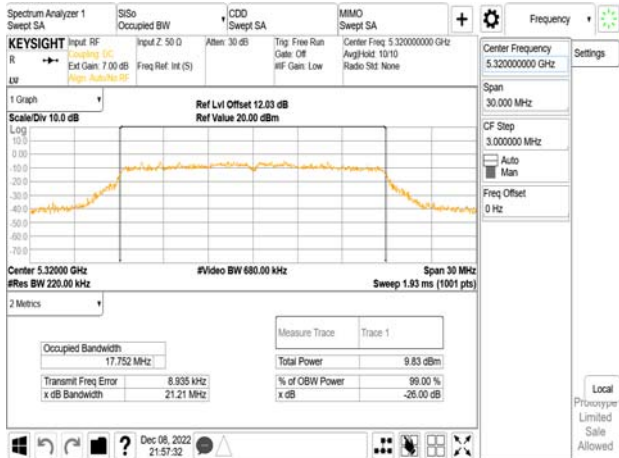 Spectrum Analyzer 1
Swept SA
SiSo
Occupied BW
CDD
Swept SA
MIMO
Swept SA
+
Frequency
KEYSIGHT
R
LXI
Input: RF
Coupling: DC
Ext Gain: 7.00 dB
Align: Auto/No RF
Input Z: 50 Ω
Freq Ref: Int (S)
Atten: 30 dB
Trig: Free Run
Gate: Off
#IF Gain: Low
Center Freq: 5.320000000 GHz
Avg|Hold: 10/10
Radio Std: None
Center Frequency
5.320000000 GHz
Settings
Span
30.000 MHz
CF Step
3.000000 MHz
Auto
Man
Freq Offset
0 Hz
1 Graph
Scale/Div 10.0 dB
Ref Lvl Offset 12.03 dB
Ref Value 20.00 dBm
Log
10.0
0.00
-10.0
-20.0
-30.0
-40.0
-50.0
-60.0
-70.0
Center 5.32000 GHz
#Res BW 220.00 kHz
#Video BW 680.00 kHz
Span 30 MHz
Sweep 1.93 ms (1001 pts)
2 Metrics
Measure Trace
Trace 1
Occupied Bandwidth
17.752 MHz
Total Power
9.83 dBm
Transmit Freq Error
8.935 kHz
% of OBW Power
99.00 %
x dB Bandwidth
21.21 MHz
x dB
-26.00 dB
Local
Prototype
Limited
Sale
Allowed
?
Dec 08, 2022
21:57:32